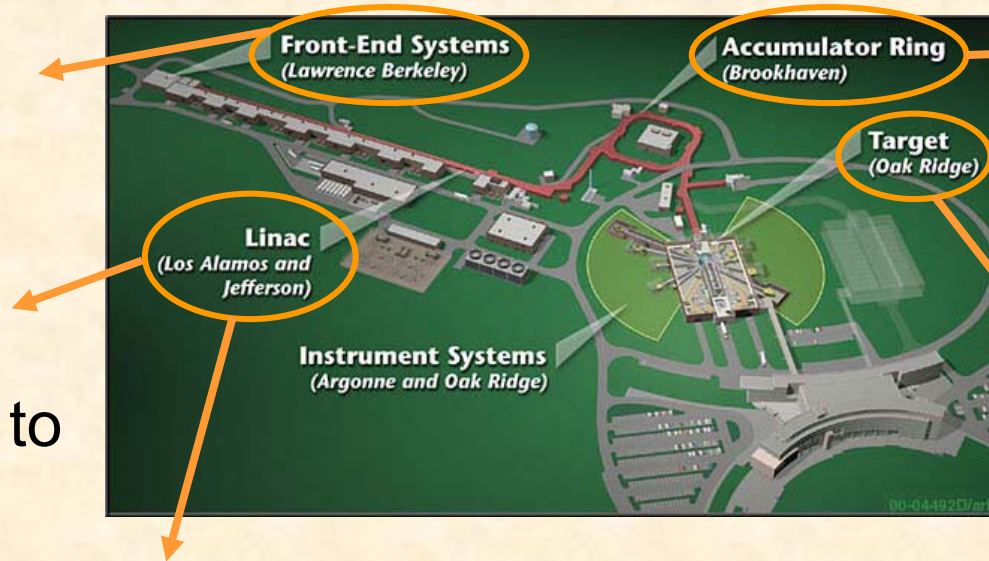 Front-End Systems
(Lawrence Berkeley)
Accumulator Ring
(Brookhaven)
Target
(Oak Ridge)
Linac
(Los Alamos and
Jefferson)
Instrument Systems
(Argonne and Oak Ridge)
to